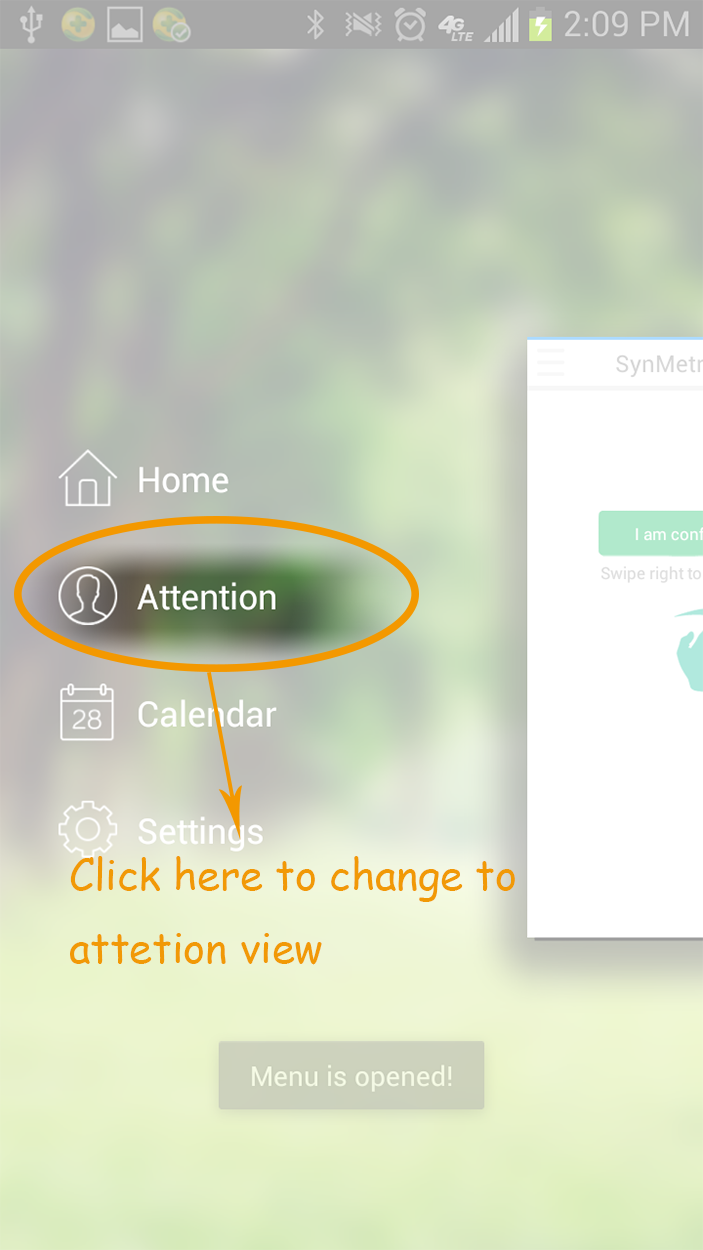 4G LTE 2:09 PM
SynMetr
Home
I am conf
Swipe right to
Attention
28 Calendar
Settings
Click here to change to
attetion view
Menu is opened!